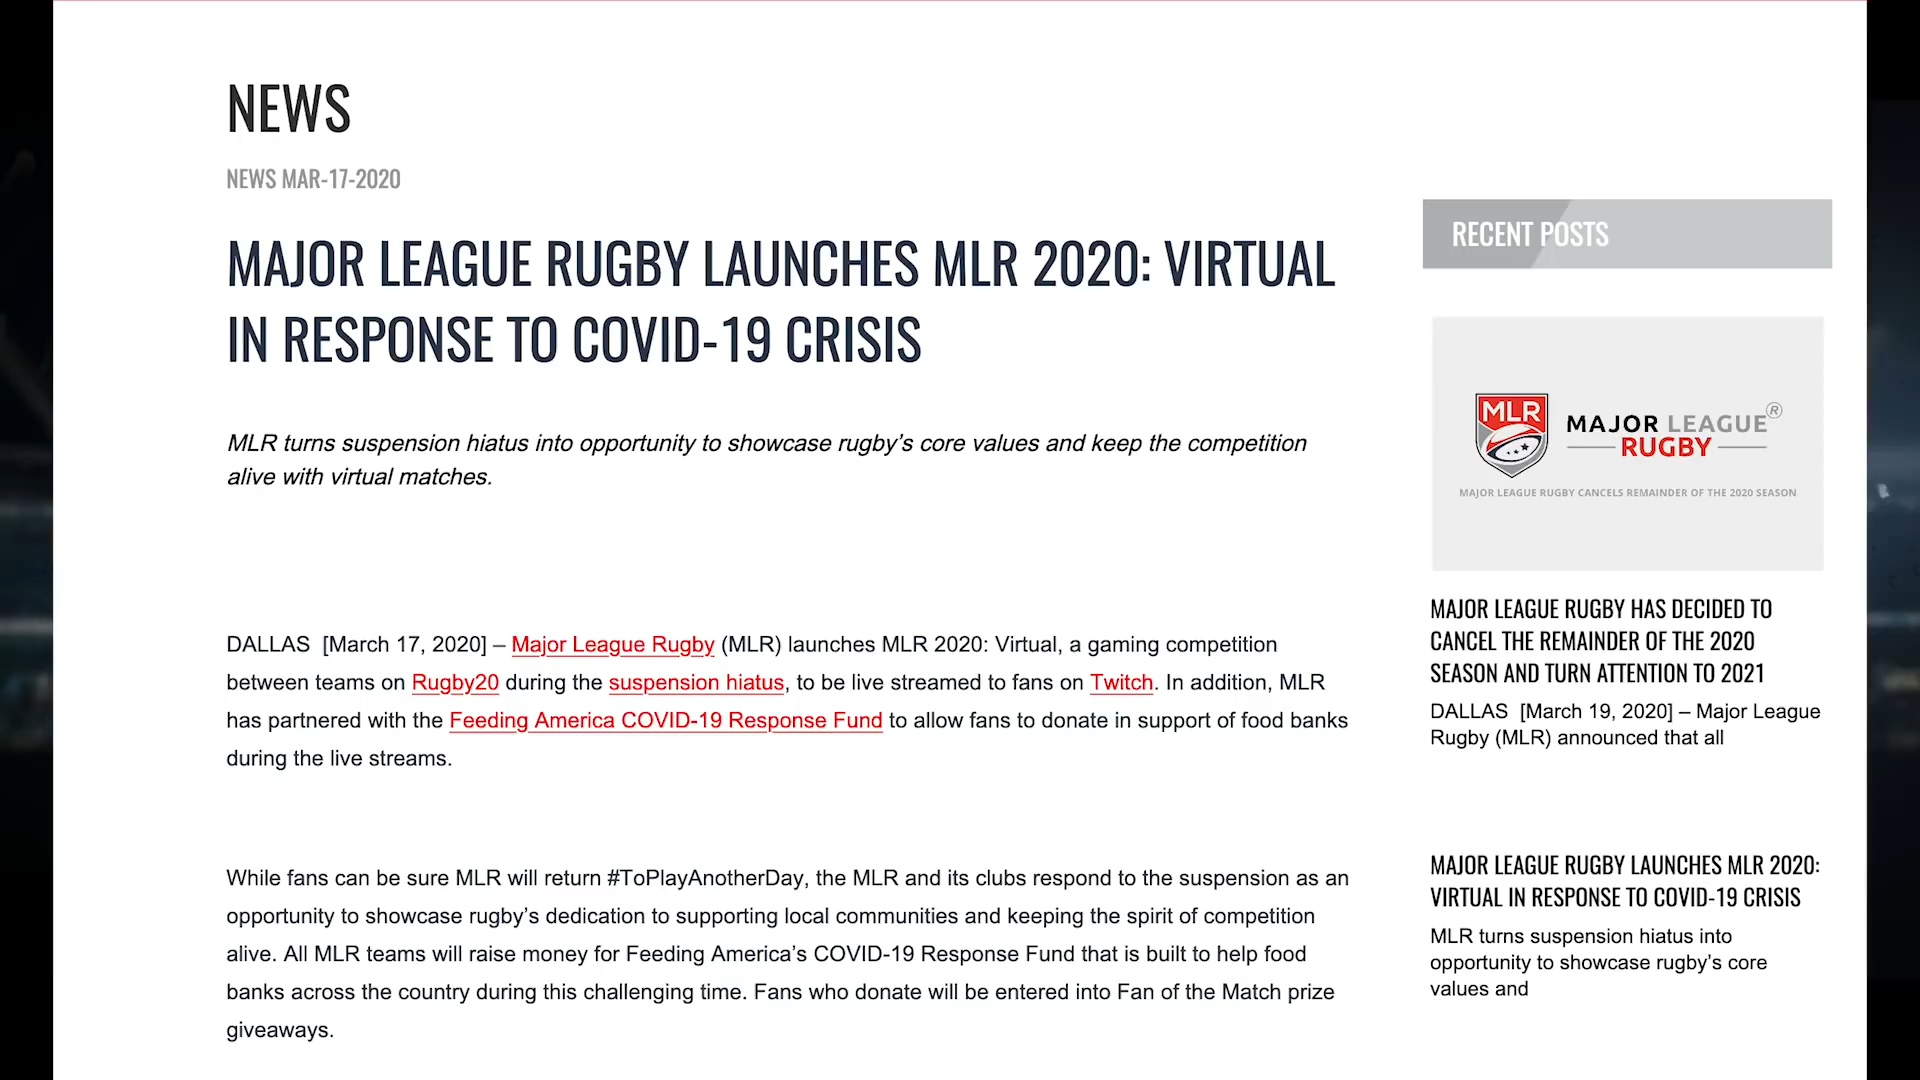 NEWS
NEWS MAR-17-2020
MAJOR LEAGUE RUGBY LAUNCHES MLR 2020: VIRTUAL
IN RESPONSE TO COVID-19 CRISIS
MLR turns suspension hiatus into opportunity to showcase rugby’s core values and keep the competition
alive with virtual matches.
DALLAS [March 17, 2020] – Major League Rugby (MLR) launches MLR 2020: Virtual, a gaming competition
between teams on Rugby20 during the suspension hiatus, to be live streamed to fans on Twitch. In addition, MLR
has partnered with the Feeding America COVID-19 Response Fund to allow fans to donate in support of food banks
during the live streams.
While fans can be sure MLR will return #ToPlayAnotherDay, the MLR and its clubs respond to the suspension as an
opportunity to showcase rugby’s dedication to supporting local communities and keeping the spirit of competition
alive. All MLR teams will raise money for Feeding America’s COVID-19 Response Fund that is built to help food
banks across the country during this challenging time. Fans who donate will be entered into Fan of the Match prize
giveaways.
RECENT POSTS
MLR
MAJOR LEAGUE®
RUGBY
MAJOR LEAGUE RUGBY CANCELS REMAINDER OF THE 2020 SEASON
MAJOR LEAGUE RUGBY HAS DECIDED TO
CANCEL THE REMAINDER OF THE 2020
SEASON AND TURN ATTENTION TO 2021
DALLAS [March 19, 2020] – Major League
Rugby (MLR) announced that all
MAJOR LEAGUE RUGBY LAUNCHES MLR 2020:
VIRTUAL IN RESPONSE TO COVID-19 CRISIS
MLR turns suspension hiatus into
opportunity to showcase rugby’s core
values and